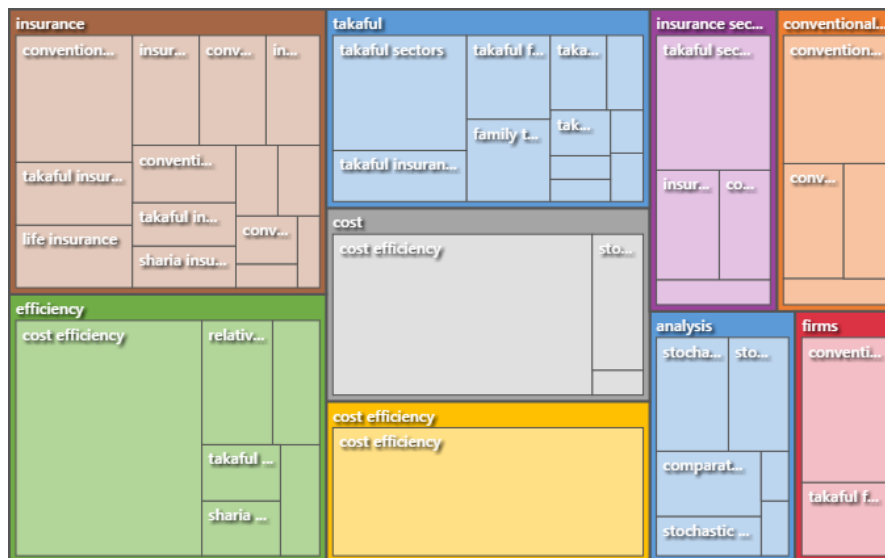 insurance
convention...
insur...
conv...
in...
takaful insur...
conventi...
takaful in...
life insurance
sharia insu...
conv...
takaful
takaful sectors
takaful f...
taka...
family t...
tak...
takaful insuran...
insurance sec...
takaful sec...
insur...
co...
conventional...
convention...
conv...
cost
cost efficiency
sto...
efficiency
cost efficiency
relativ...
takaful ...
sharia ...
cost efficiency
cost efficiency
analysis
stocha...
sto...
comparat...
stochastic ...
firms
conventi...
takaful f...